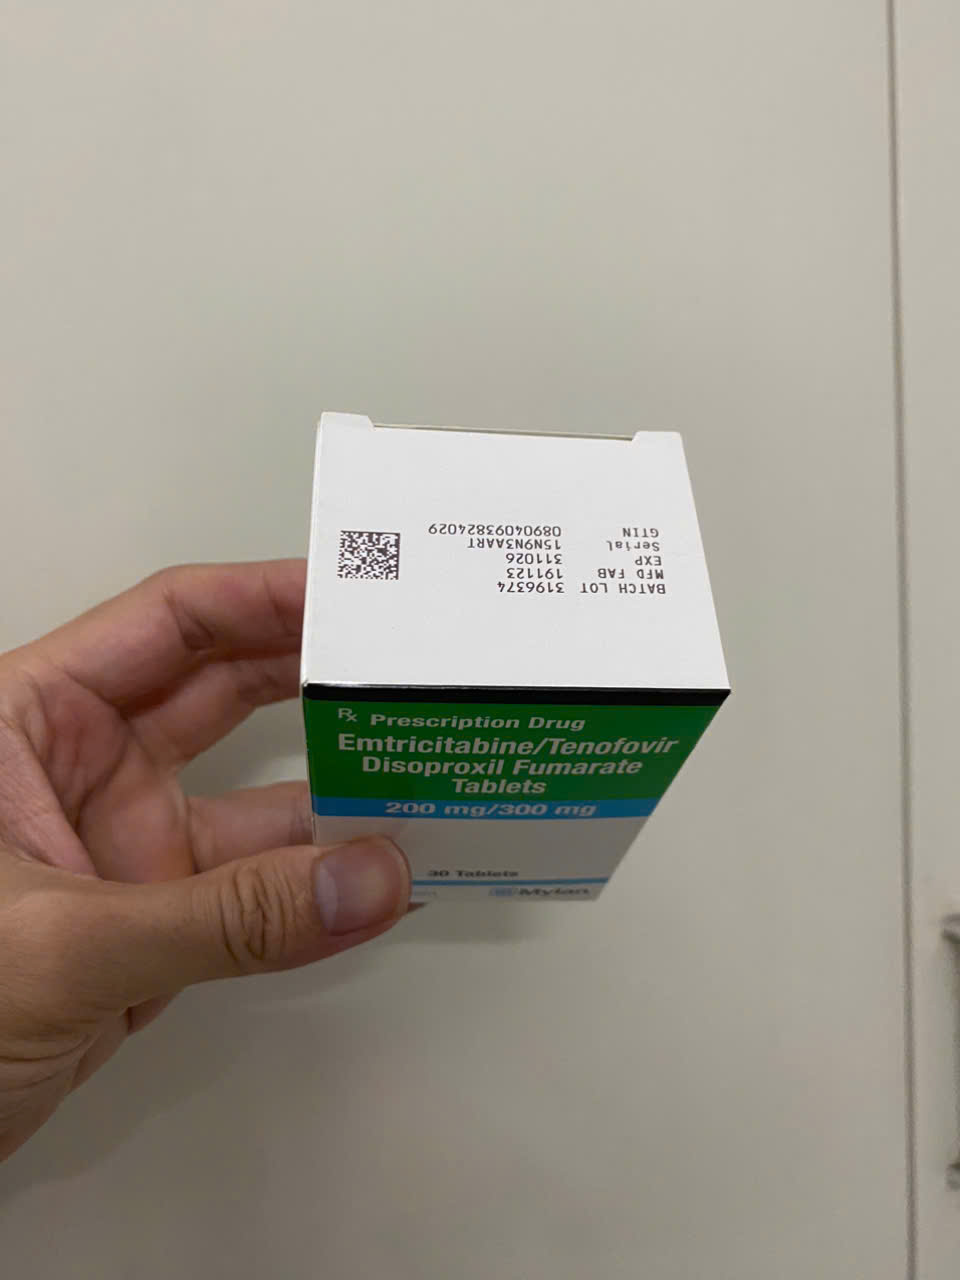 BATCH LOT 3196374
MFD FAB 191123
EXP 311026
Serial 15N9N3AART
GTIN 08904093824029
Rx Prescription Drug
Emtricitabine/Tenofovir
Disoproxil Fumarate
Tablets
200 mg/300 mg
30 Tablets
Mylan